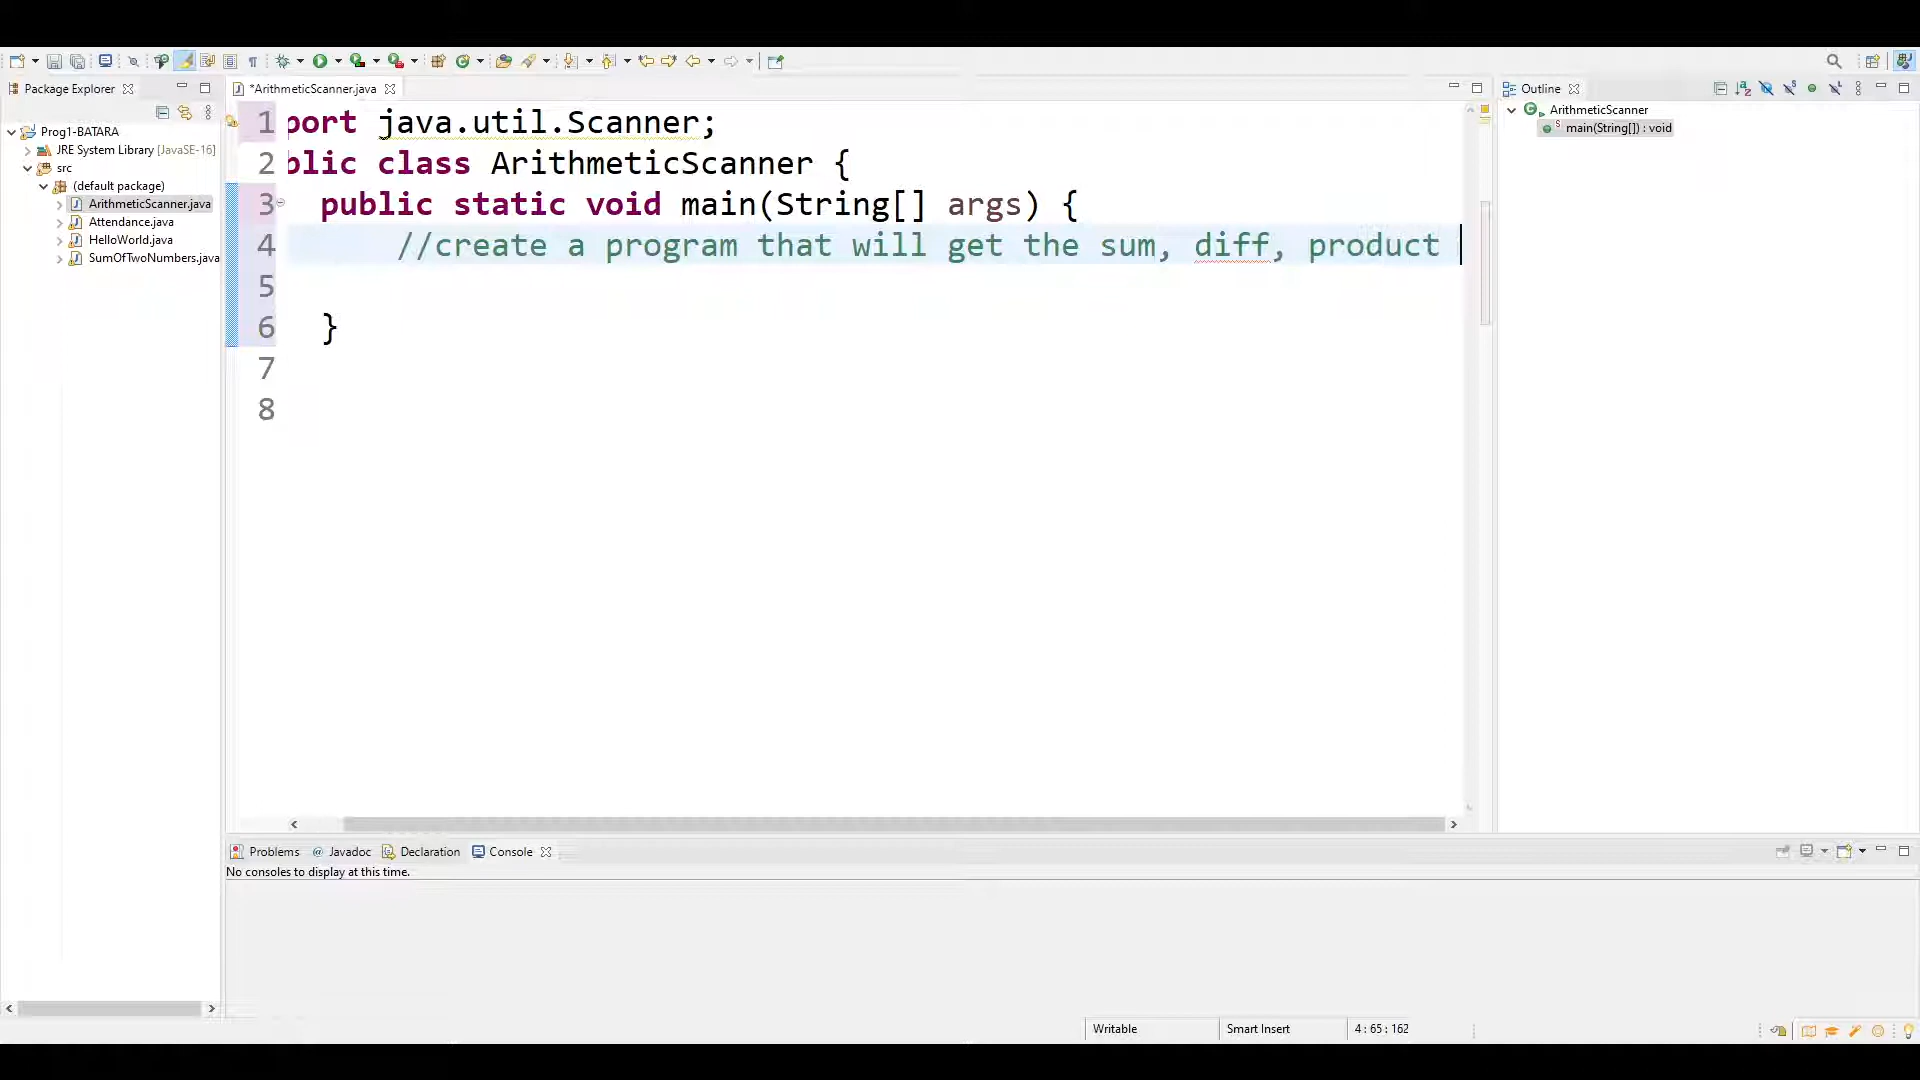 Package Explorer
*ArithmeticScanner.java
Outline
Prog1-BATARA
JRE System Library [JavaSE-16]
src
(default package)
ArithmeticScanner.java
Attendance.java
HelloWorld.java
SumOfTwoNumbers.java
1 port java.util.Scanner;
2 blic class ArithmeticScanner {
3 public static void main(String[] args) {
4 //create a program that will get the sum, diff, product
5
6 }
7
8
ArithmeticScanner
main(String[]) : void
Problems @ Javadoc Declaration Console
No consoles to display at this time.
Writable Smart Insert 4 : 65 : 162